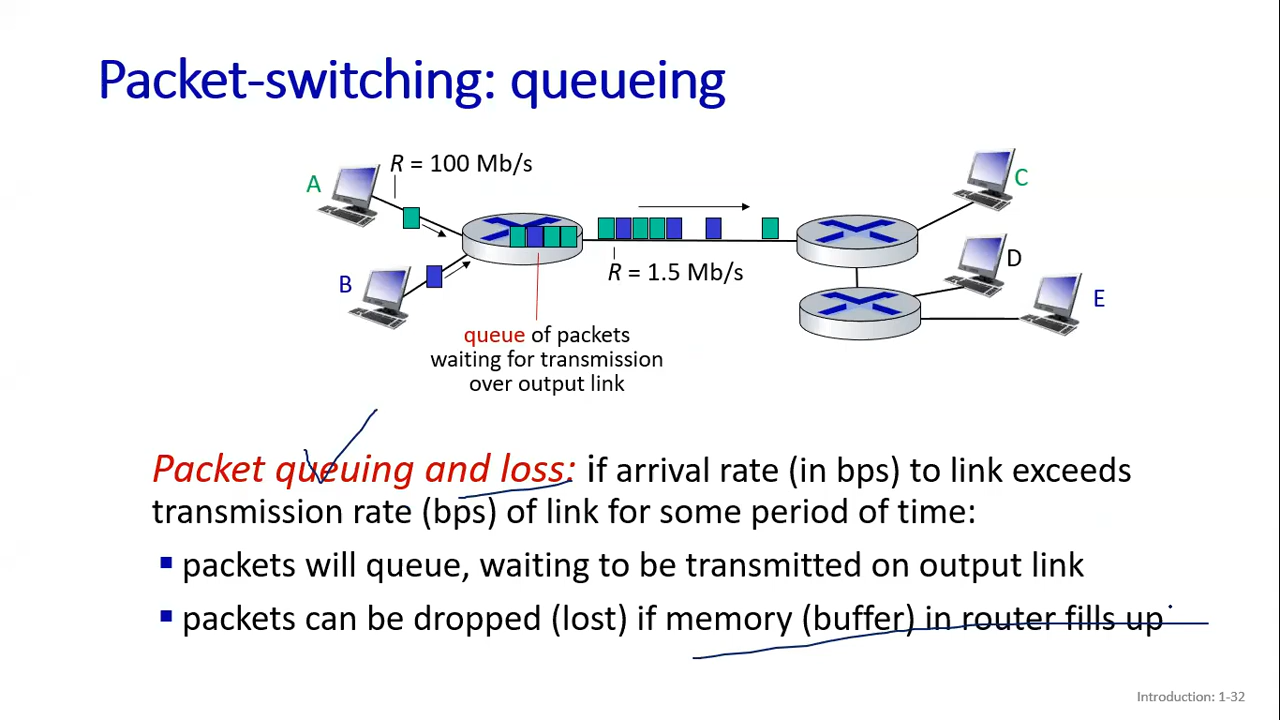 Packet-switching: queueing
A
R = 100 Mb/s
C
R = 1.5 Mb/s
D
B
E
queue of packets
waiting for transmission
over output link
Packet queuing and loss: if arrival rate (in bps) to link exceeds
transmission rate (bps) of link for some period of time:
▪ packets will queue, waiting to be transmitted on output link
▪ packets can be dropped (lost) if memory (buffer) in router fills up
Introduction: 1-32